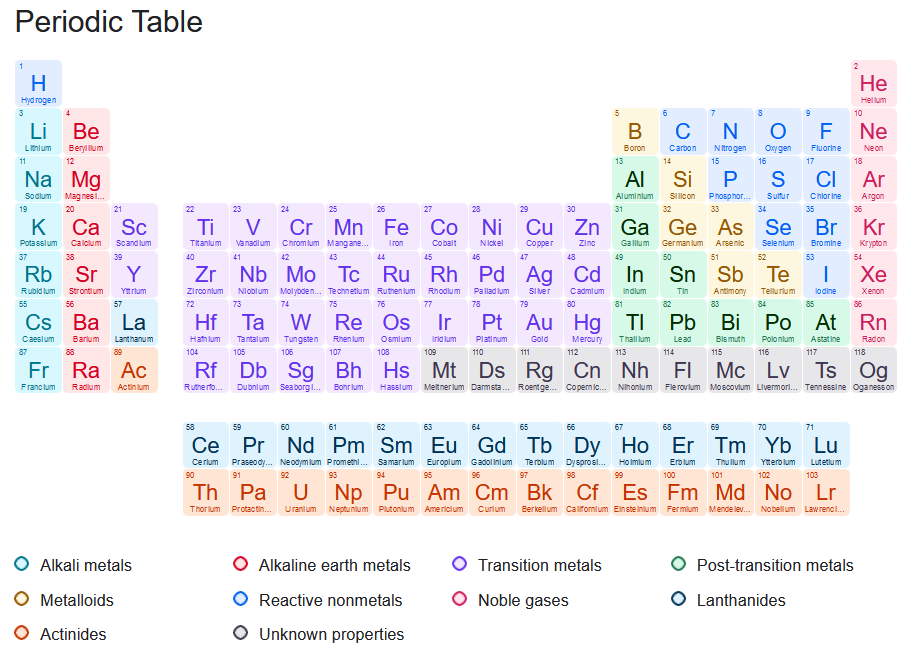 Periodic Table
1 2
H He
Hydrogen Helium
3 4 5 6 7 8 9 10
Li Be B C N O F Ne
Lithium Beryllium Boron Carbon Nitrogen Oxygen Fluorine Neon
11 12 13 14 15 16 17 18
Na Mg Al Si P S Cl Ar
Sodium Magnesi... Aluminium Silicon Phosphor... Sulfur Chlorine Argon
19 20 21 22 23 24 25 26 27 28 29 30 31 32 33 34 35 36
K Ca Sc Ti V Cr Mn Fe Co Ni Cu Zn Ga Ge As Se Br Kr
Potassium Calcium Scandium Titanium Vanadium Chromium Mangane... Iron Cobalt Nickel Copper Zinc Gallium Germanium Arsenic Selenium Bromine Krypton
37 38 39 40 41 42 43 44 45 46 47 48 49 50 51 52 53 54
Rb Sr Y Zr Nb Mo Tc Ru Rh Pd Ag Cd In Sn Sb Te I Xe
Rubidium Strontium Yttrium Zirconium Niobium Molybden... Technetium Ruthenium Rhodium Palladium Silver Cadmium Indium Tin Antimony Tellurium Iodine Xenon
55 56 57 72 73 74 75 76 77 78 79 80 81 82 83 84 85 86
Cs Ba La Hf Ta W Re Os Ir Pt Au Hg Tl Pb Bi Po At Rn
Caesium Barium Lanthanum Hafnium Tantalum Tungsten Rhenium Osmium Iridium Platinum Gold Mercury Thallium Lead Bismuth Polonium Astatine Radon
87 88 89 104 105 106 107 108 109 110 111 112 113 114 115 116 117 118
Fr Ra Ac Rf Db Sg Bh Hs Mt Ds Rg Cn Nh Fl Mc Lv Ts Og
Francium Radium Actinium Rutherfo... Dubnium Seaborgi... Bohrium Hassium Meitnerium Darmsta... Roentge... Copernic... Nihonium Flerovium Moscovium Livermori... Tennessine Oganesson
58 59 60 61 62 63 64 65 66 67 68 69 70 71
Ce Pr Nd Pm Sm Eu Gd Tb Dy Ho Er Tm Yb Lu
Cerium Praseody... Neodymium Promethi... Samarium Europium Gadolinium Terbium Dysprosi... Holmium Erbium Thulium Ytterbium Lutetium
90 91 92 93 94 95 96 97 98 99 100 101 102 103
Th Pa U Np Pu Am Cm Bk Cf Es Fm Md No Lr
Thorium Protactin... Uranium Neptunium Plutonium Americium Curium Berkelium Californium Einsteinium Fermium Mendelev... Nobelium Lawrenci...
Alkali metals Alkaline earth metals Transition metals Post-transition metals
Metalloids Reactive nonmetals Noble gases Lanthanides
Actinides Unknown properties